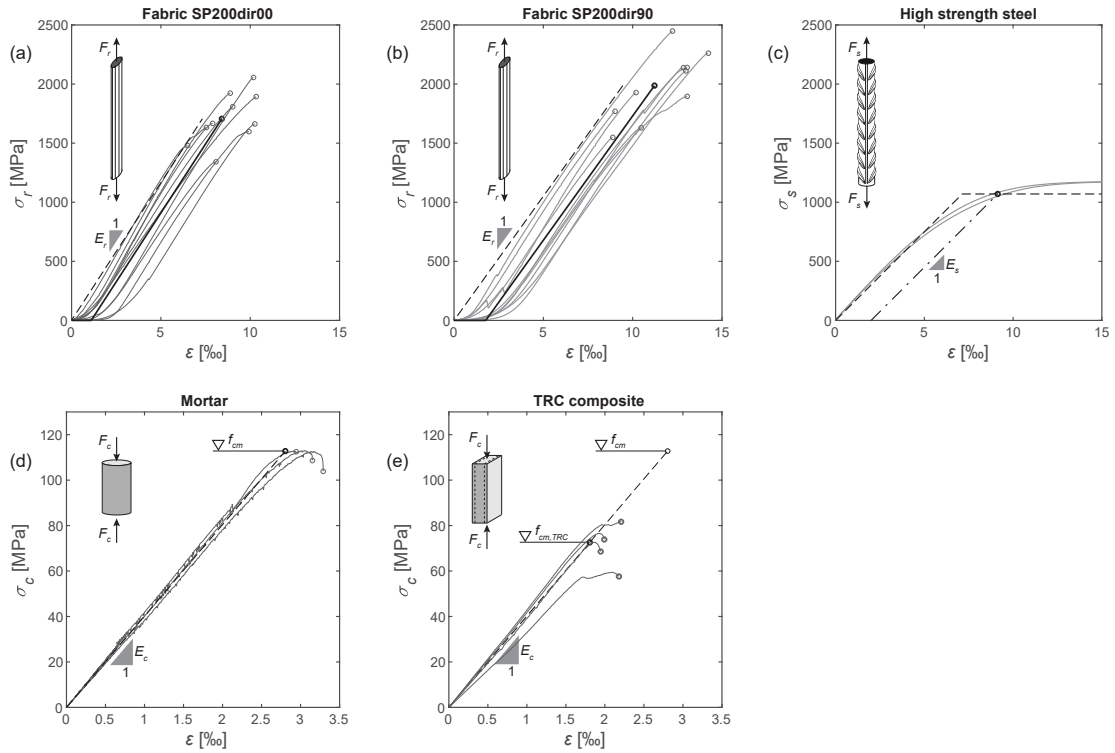 Fabric SP200dir00
(a)
F_r
F_r
1
E_r
σ_r [MPa]
2500
2000
1500
1000
500
0
0
5
10
15
ε [‰]
Fabric SP200dir90
(b)
F_r
F_r
1
E_r
σ_r [MPa]
2500
2000
1500
1000
500
0
0
5
10
15
ε [‰]
High strength steel
(c)
F_s
F_s
E_s
1
σ_s [MPa]
2500
2000
1500
1000
500
0
0
5
10
15
ε [‰]
Mortar
(d)
F_c
F_c
f_cm
E_c
1
σ_c [MPa]
120
100
80
60
40
20
0
0
0.5
1
1.5
2
2.5
3
3.5
ε [‰]
TRC composite
(e)
F_c
F_c
f_cm
f_cm,TRC
E_c
1
σ_c [MPa]
120
100
80
60
40
20
0
0
0.5
1
1.5
2
2.5
3
3.5
ε [‰]